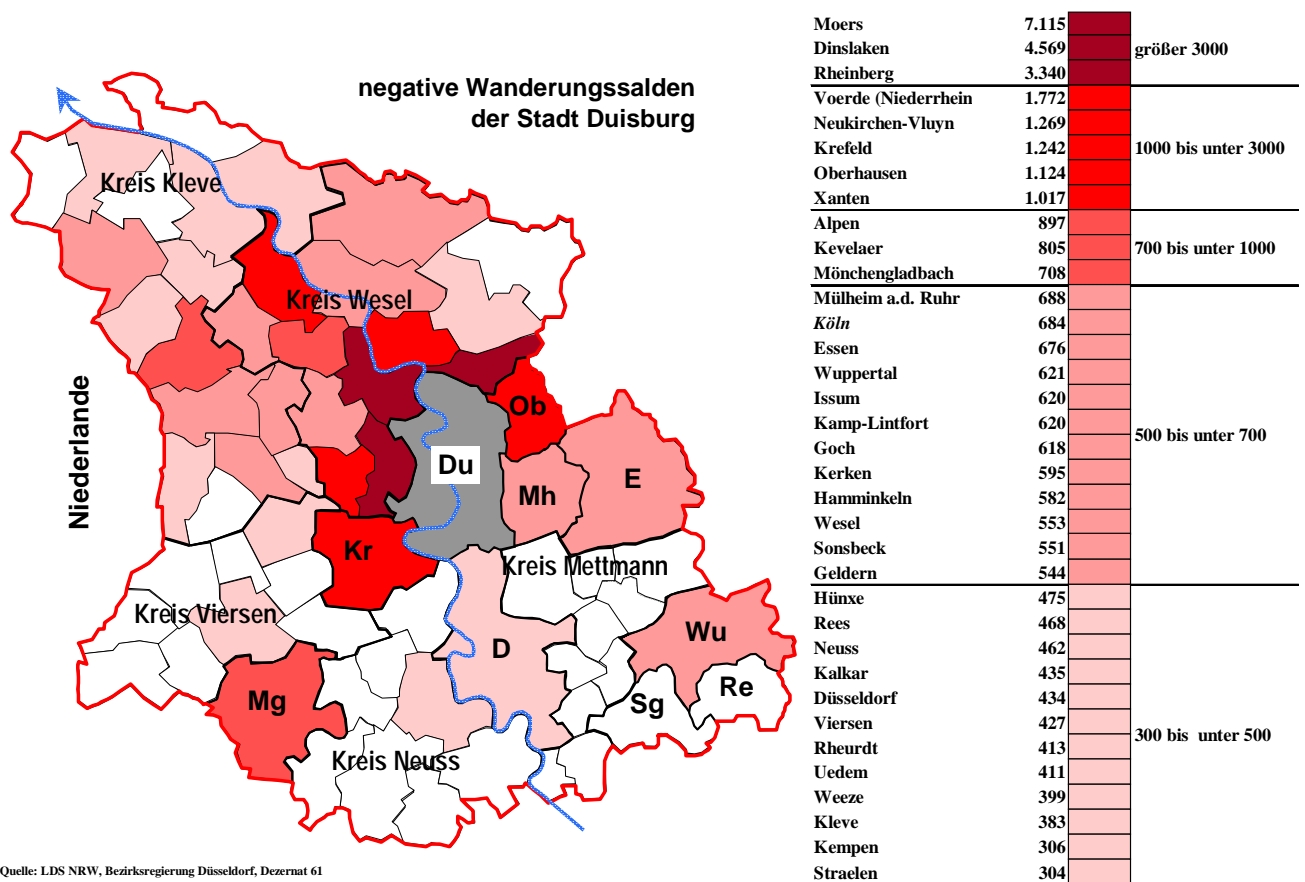 negative Wanderungssalden
der Stadt Duisburg
Kreis Kleve
Kreis Wesel
Niederlande
Ob
Du
E
Mh
Kr
Kreis Mettmann
Kreis Viersen
D
Wu
Mg
Sg
Re
Kreis Neuss
Quelle: LDS NRW, Bezirksregierung Düsseldorf, Dezernat 61
Moers 7.115
Dinslaken 4.569 größer 3000
Rheinberg 3.340
Voerde (Niederrhein 1.772
Neukirchen-Vluyn 1.269
Krefeld 1.242 1000 bis unter 3000
Oberhausen 1.124
Xanten 1.017
Alpen 897
Kevelaer 805 700 bis unter 1000
Mönchengladbach 708
Mülheim a.d. Ruhr 688
Köln 684
Essen 676
Wuppertal 621
Issum 620
Kamp-Lintfort 620 500 bis unter 700
Goch 618
Kerken 595
Hamminkeln 582
Wesel 553
Sonsbeck 551
Geldern 544
Hünxe 475
Rees 468
Neuss 462
Kalkar 435
Düsseldorf 434
Viersen 427 300 bis unter 500
Rheurdt 413
Uedem 411
Weeze 399
Kleve 383
Kempen 306
Straelen 304